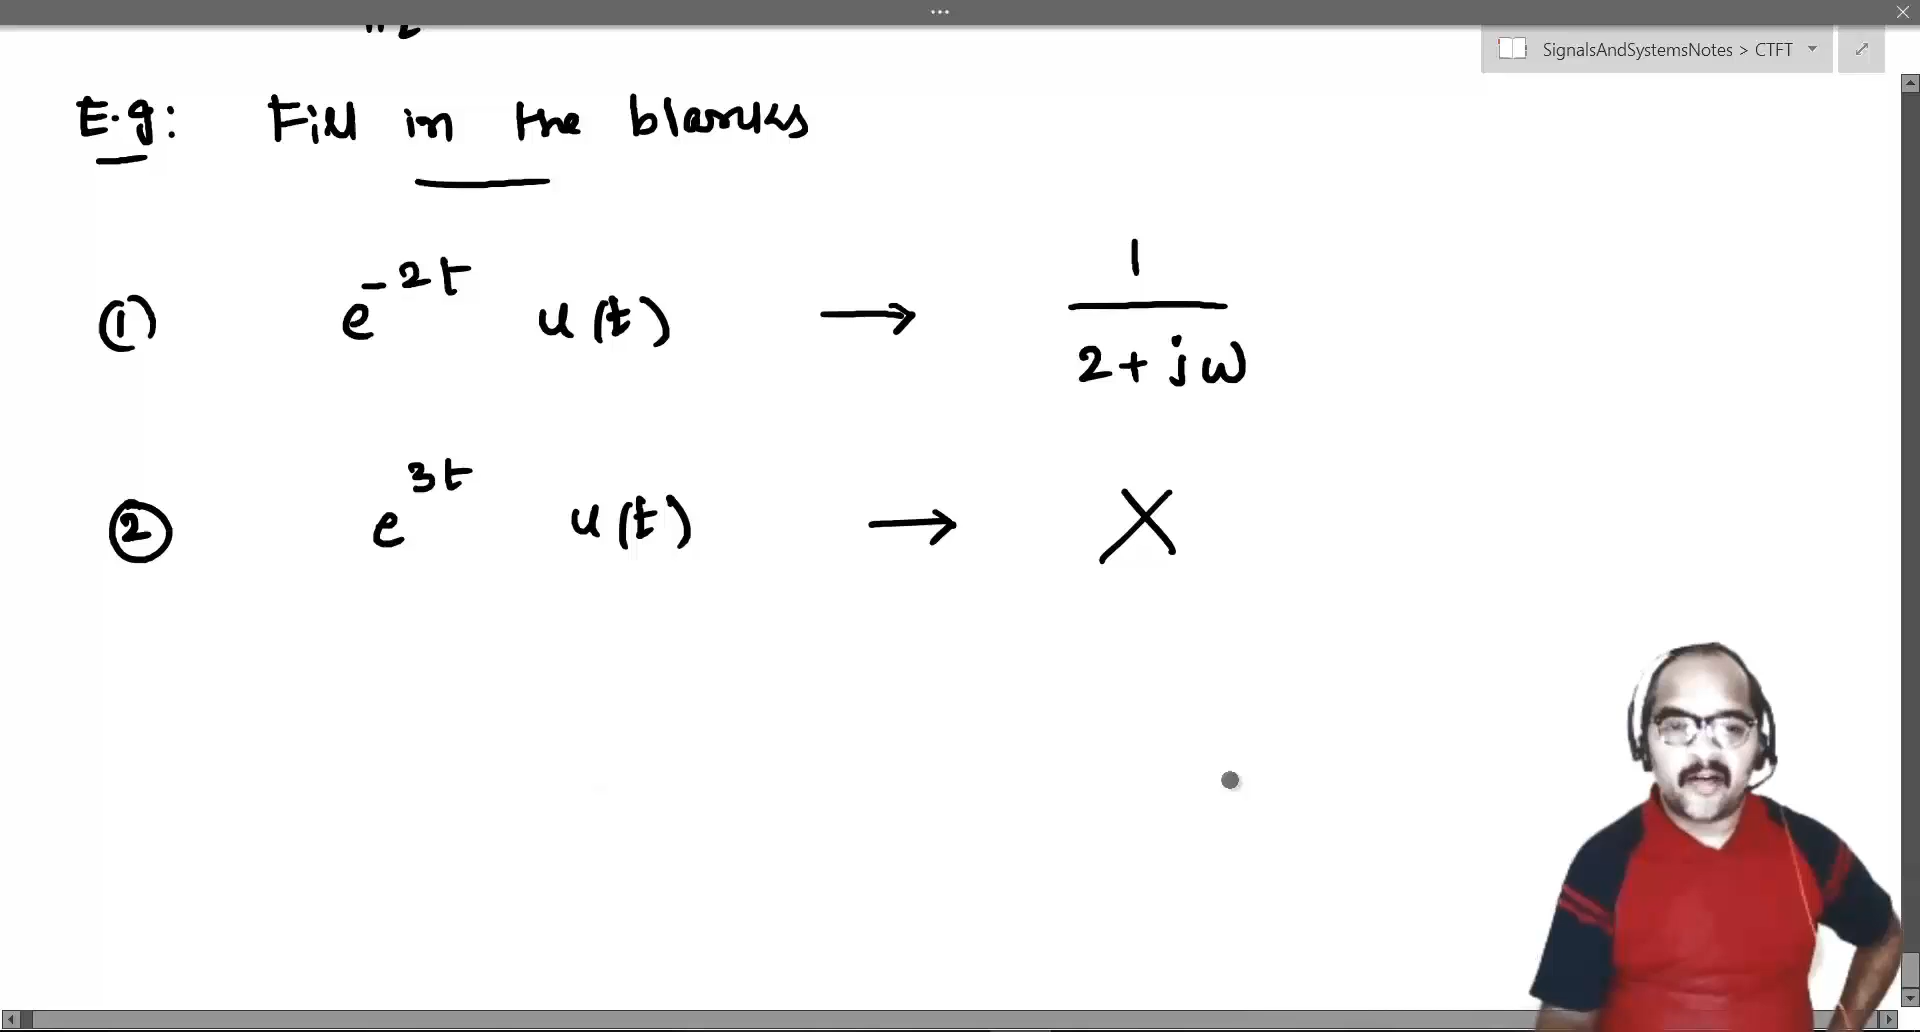 SignalsAndSystemsNotes > CTFT
E.g: Fill in the blanks
(1) e^{-2t} u(t) → 1/(2+jω)
(2) e^{3t} u(t) → X